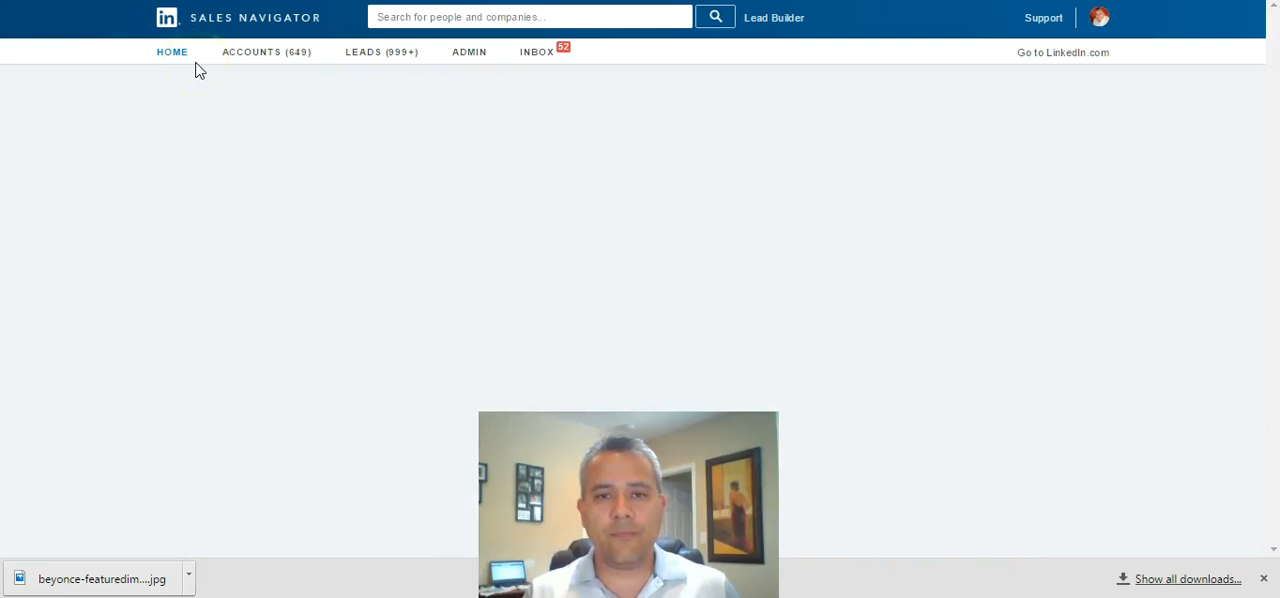 in SALES NAVIGATOR
Search for people and companies...
Lead Builder
Support
HOME
ACCOUNTS (649)
LEADS (999+)
ADMIN
INBOX 52
Go to LinkedIn.com
beyonce-featuredim....jpg
Show all downloads...